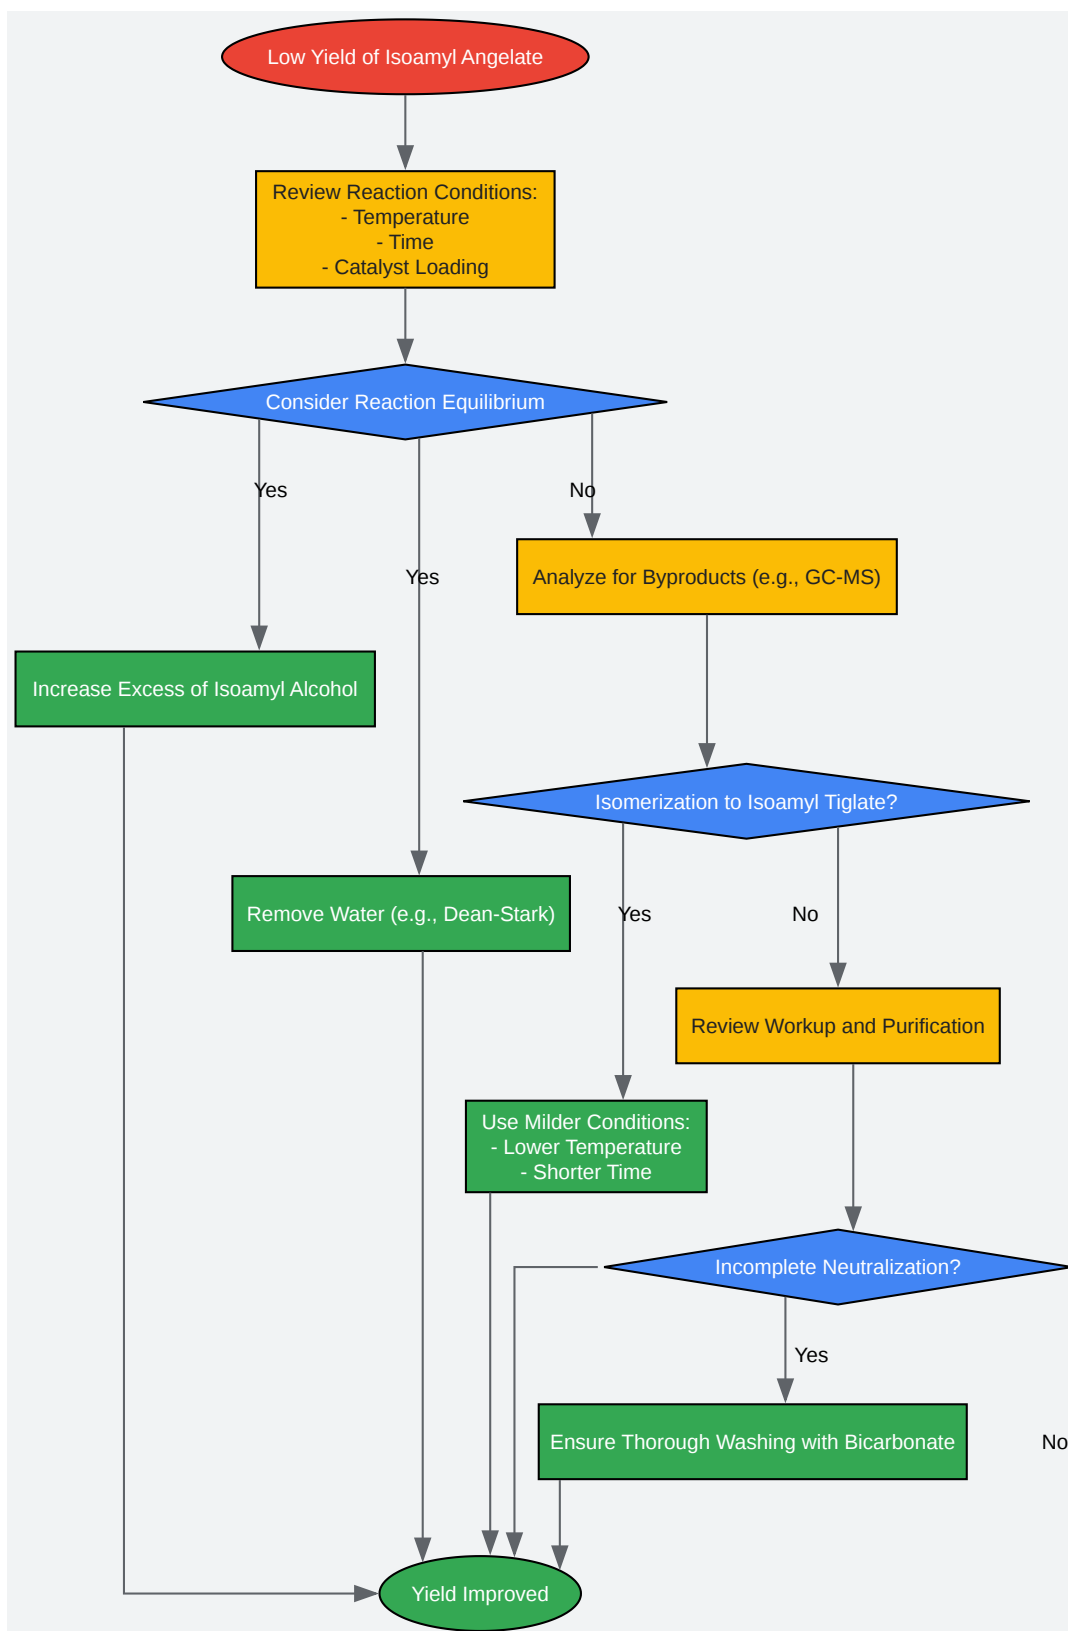 Low Yield of Isoamyl Angelate
Review Reaction Conditions:
- Temperature
- Time
- Catalyst Loading
Consider Reaction Equilibrium
Yes
No
Yes
Analyze for Byproducts (e.g., GC-MS)
Increase Excess of Isoamyl Alcohol
Isomerization to Isoamyl Tiglate?
Remove Water (e.g., Dean-Stark)
Yes
No
Review Workup and Purification
Use Milder Conditions:
- Lower Temperature
- Shorter Time
Incomplete Neutralization?
Yes
Ensure Thorough Washing with Bicarbonate
No
Yield Improved